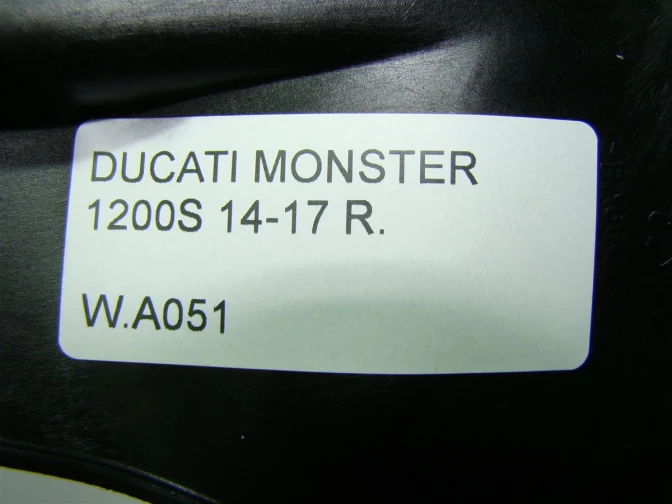 DUCATI MONSTER
1200S 14-17 R.
W.A051